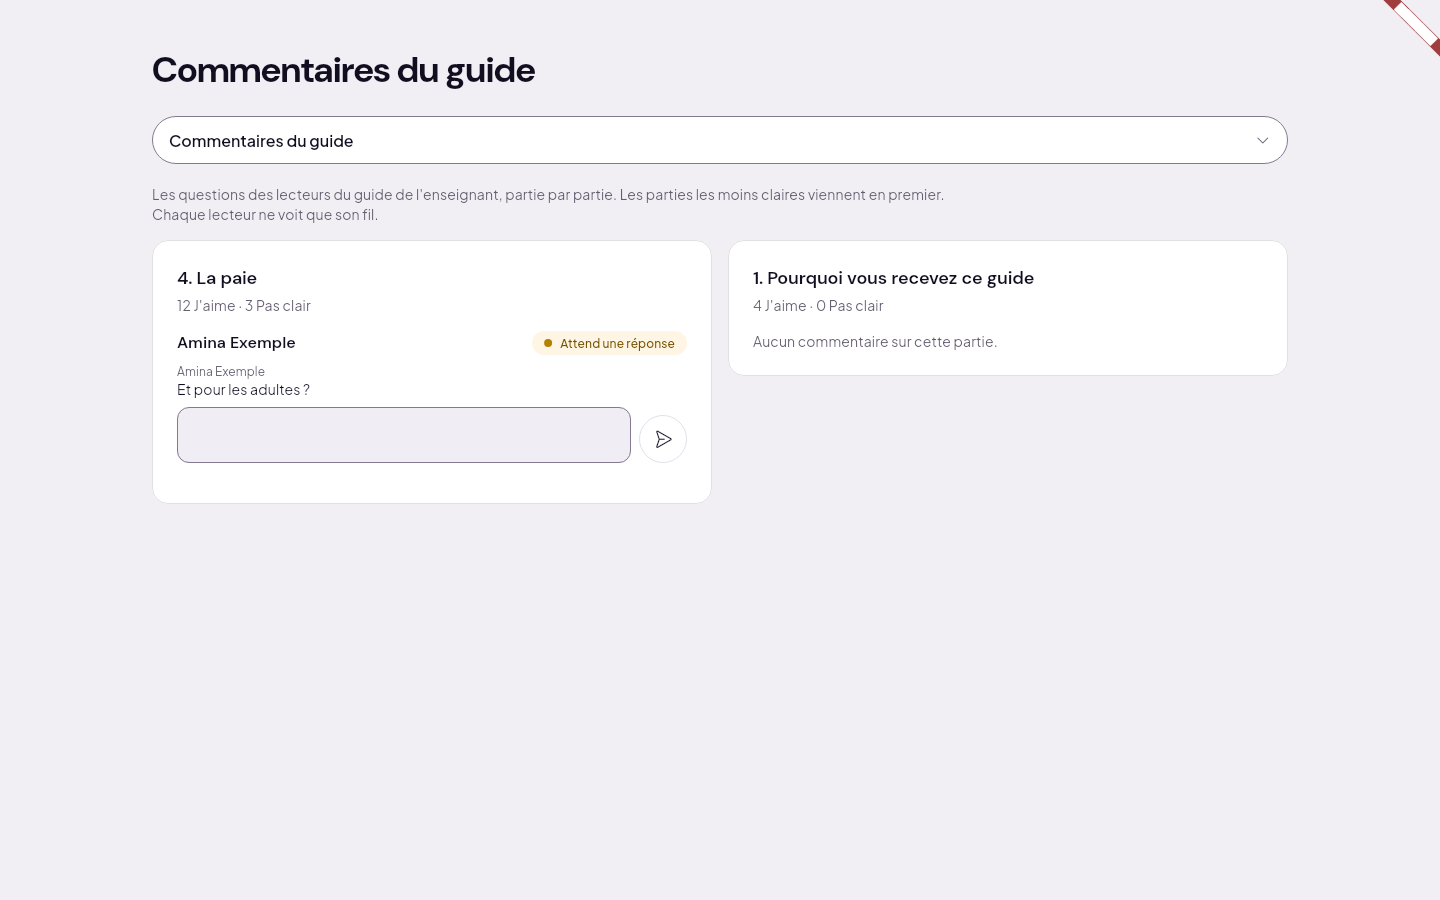 Commentaires du guide
Commentaires du guide
Les questions des lecteurs du guide de l'enseignant, partie par partie. Les parties les moins claires viennent en premier.
Chaque lecteur ne voit que son fil.
4. La paie
12 J'aime · 3 Pas clair
Amina Exemple
Attend une réponse
Amina Exemple
Et pour les adultes ?
1. Pourquoi vous recevez ce guide
4 J'aime · 0 Pas clair
Aucun commentaire sur cette partie.